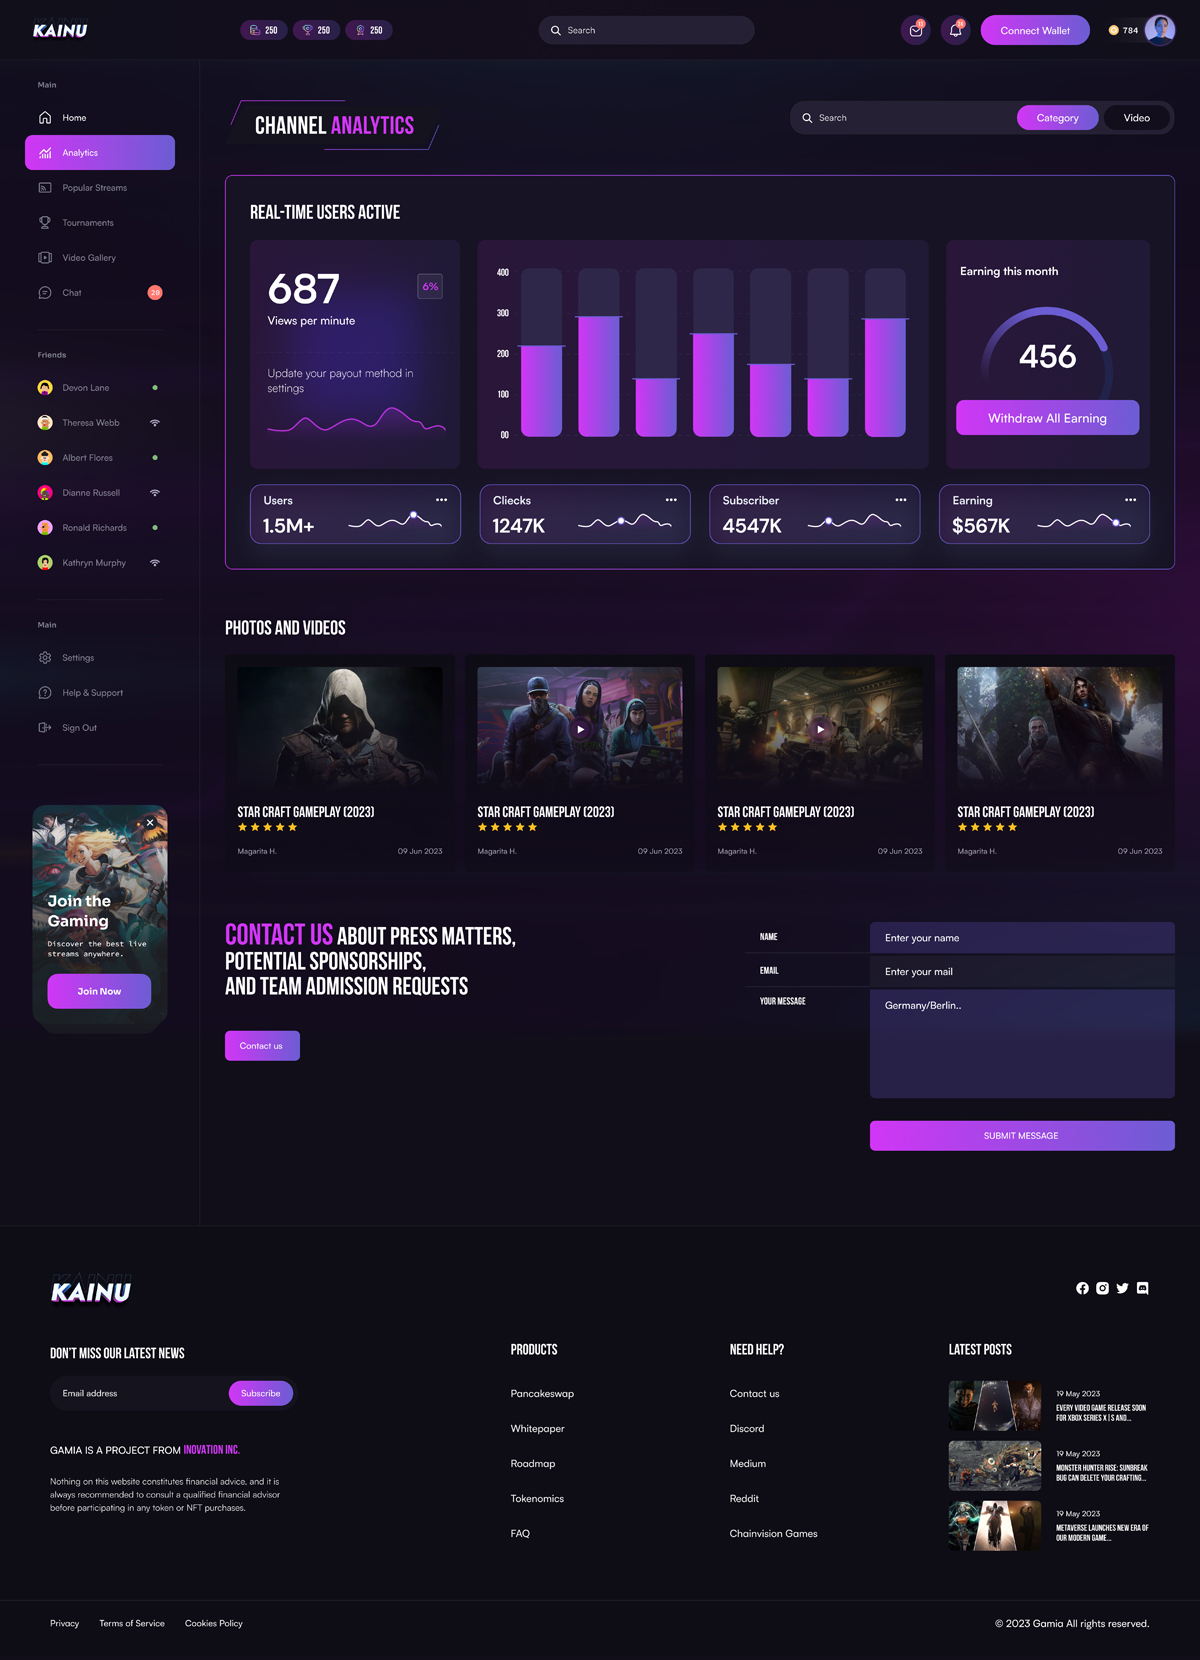 KAINU
250
250
250
Search
12
24
Connect Wallet
784
Main
Home
Analytics
Popular Streams
Tournaments
Video Gallery
Chat
20
Friends
Devon Lane
Theresa Webb
Albert Flores
Dianne Russell
Ronald Richards
Kathryn Murphy
Main
Settings
Help & Support
Sign Out
Join the
Gaming
Discover the best live
streams anywhere.
Join Now
CHANNEL ANALYTICS
Search
Category
Video
REAL-TIME USERS ACTIVE
687
6%
Views per minute
Update your payout method in
settings
400
300
200
100
00
Earning this month
456
Withdraw All Earning
Users
1.5M+
Cliecks
1247K
Subscriber
4547K
Earning
$567K
PHOTOS AND VIDEOS
STAR CRAFT GAMEPLAY (2023)
Magarita H.
09 Jun 2023
STAR CRAFT GAMEPLAY (2023)
Magarita H.
09 Jun 2023
STAR CRAFT GAMEPLAY (2023)
Magarita H.
09 Jun 2023
STAR CRAFT GAMEPLAY (2023)
Magarita H.
09 Jun 2023
CONTACT US ABOUT PRESS MATTERS,
POTENTIAL SPONSORSHIPS,
AND TEAM ADMISSION REQUESTS
Contact us
NAME
Enter your name
EMAIL
Enter your mail
YOUR MESSAGE
Germany/Berlin..
SUBMIT MESSAGE
KAINU
DON'T MISS OUR LATEST NEWS
Email address
Subscribe
GAMIA IS A PROJECT FROM INOVATION INC.
Nothing on this website constitutes financial advice, and it is
always recommended to consult a qualified financial advisor
before participating in any token or NFT purchases.
PRODUCTS
Pancakeswap
Whitepaper
Roadmap
Tokenomics
FAQ
NEED HELP?
Contact us
Discord
Medium
Reddit
Chainvision Games
LATEST POSTS
19 May 2023
EVERY VIDEO GAME RELEASE SOON
FOR XBOX SERIES X | S AND...
19 May 2023
MONSTER HUNTER RISE: SUNBREAK
BUG CAN DELETE YOUR CRAFTING...
19 May 2023
METAVERSE LAUNCHES NEW ERA OF
OUR MODERN GAME...
Privacy
Terms of Service
Cookies Policy
© 2023 Gamia All rights reserved.